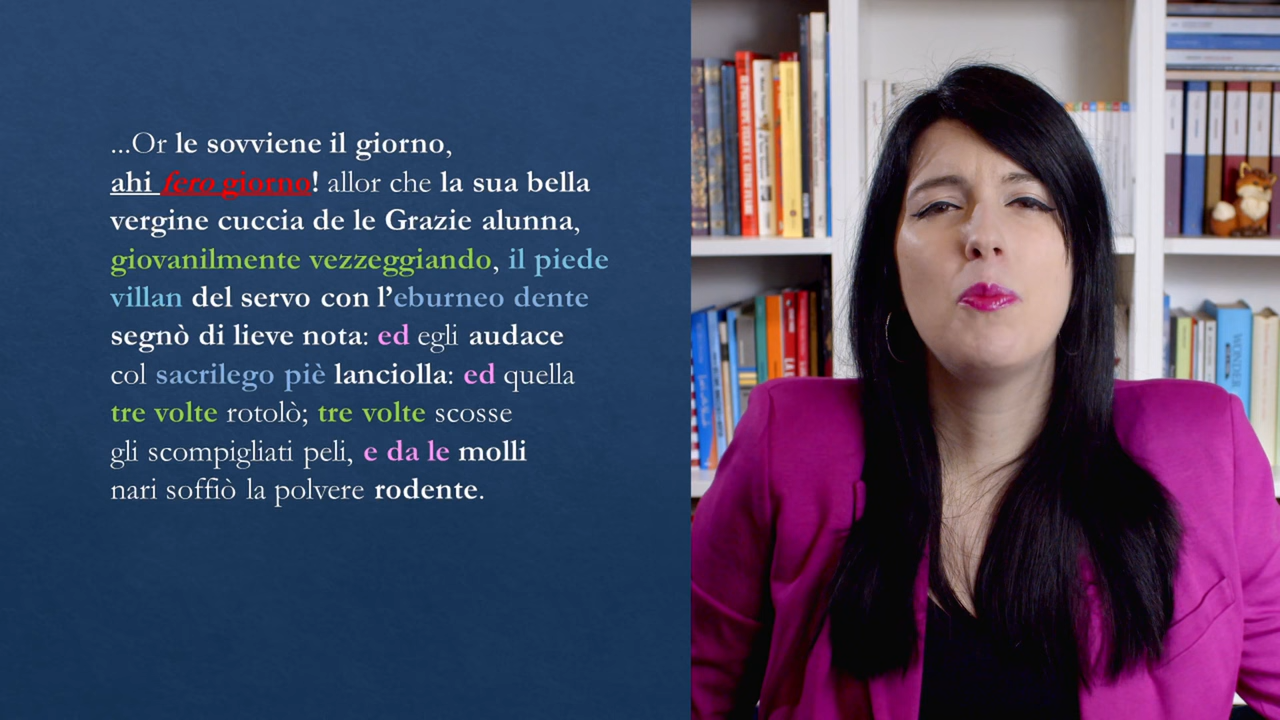 ...Or le sovviene il giorno,
ahi fero giorno! allor che la sua bella
vergine cuccia de le Grazie alunna,
giovanilmente vezzeggiando, il piede
villan del servo con l’eburneo dente
segnò di lieve nota: ed egli audace
col sacrilego piè lanciolla: ed quella
tre volte rotolò; tre volte scosse
gli scompigliati peli, e da le molli
nari soffiò la polvere rodente.
WONDER